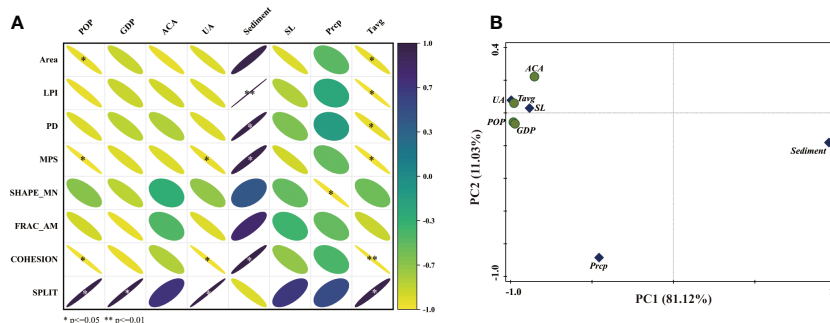 A
POP GDP ACA UA Sediment SL Prcp Tavg
Area * *
LPI ** *
PD * *
MPS * * * *
SHAPE_MN *
FRAC_AM
COHESION * * * **
SPLIT * * * *
1.0
0.7
0.3
0.0
-0.3
-0.7
-1.0
* p<=0.05 ** p<=0.01
B
0.4
ACA
UA Tavg
SL
POP
GDP
Sediment
Prcp
PC2 (11.03%)
-1.0
-1.0
PC1 (81.12%)